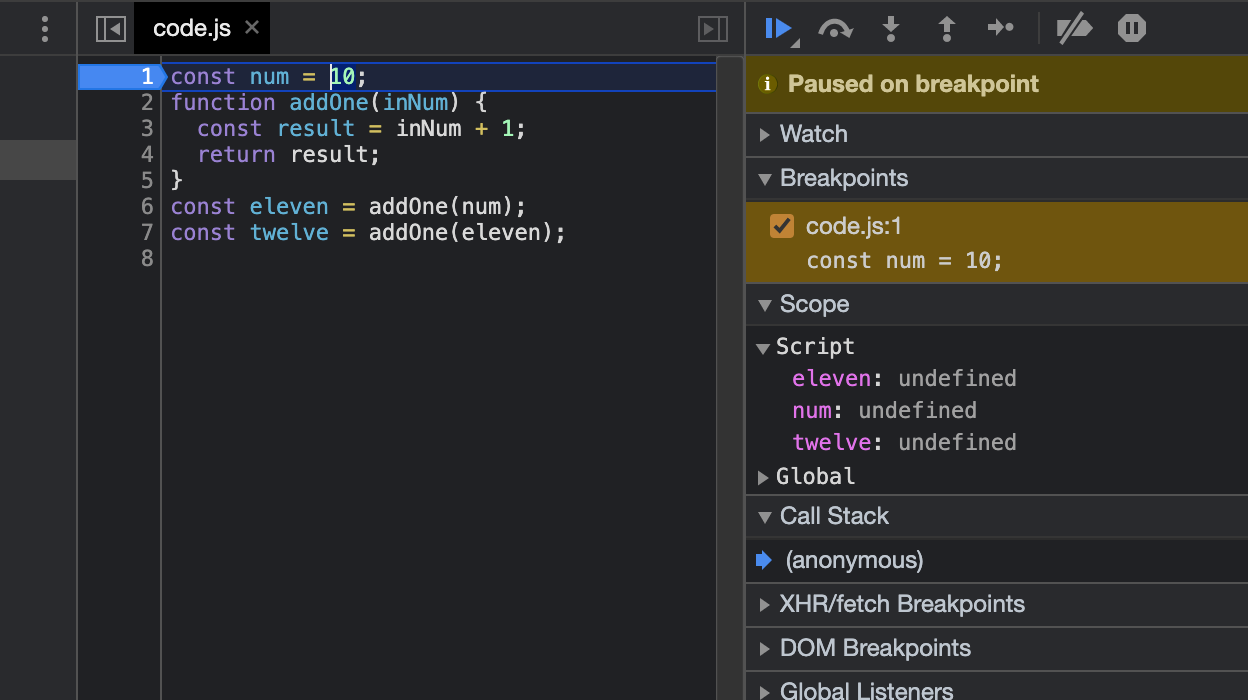 code.js ×
1 const num = 10;
2 function addOne(inNum) {
3   const result = inNum + 1;
4   return result;
5 }
6 const eleven = addOne(num);
7 const twelve = addOne(eleven);
8
Paused on breakpoint
Watch
Breakpoints
code.js:1
const num = 10;
Scope
Script
eleven: undefined
num: undefined
twelve: undefined
Global
Call Stack
(anonymous)
XHR/fetch Breakpoints
DOM Breakpoints
Global Listeners